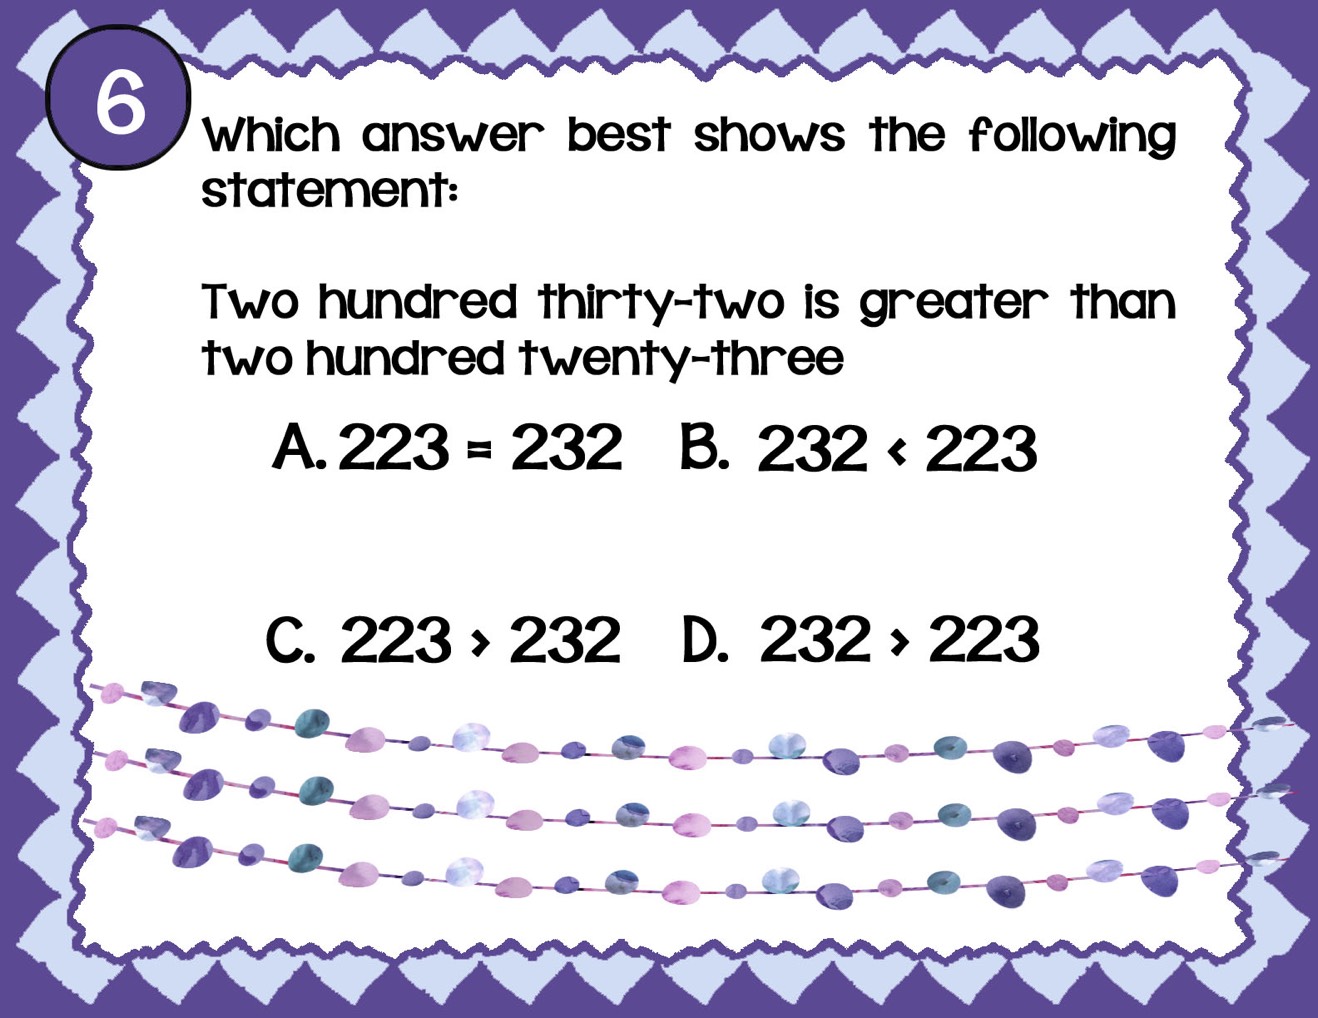 6
Which answer best shows the following
statement:
Two hundred thirty-two is greater than
two hundred twenty-three
A. 223 = 232 B. 232 < 223
C. 223 > 232 D. 232 > 223